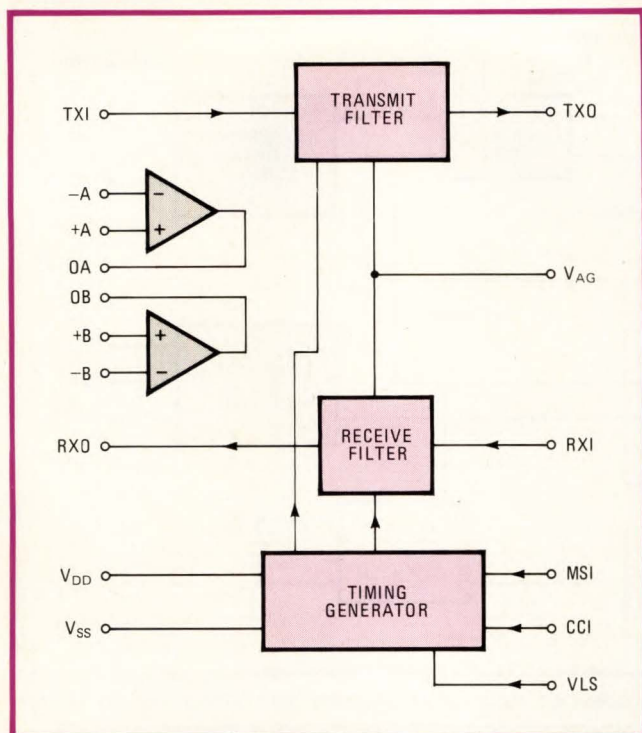 TRANSMIT
FILTER
TXI
TXO
−A
−
+A
+
OA
VAG
OB
+B
+
−B
−
RXO
RECEIVE
FILTER
RXI
VDD
TIMING
GENERATOR
MSI
VSS
CCI
VLS